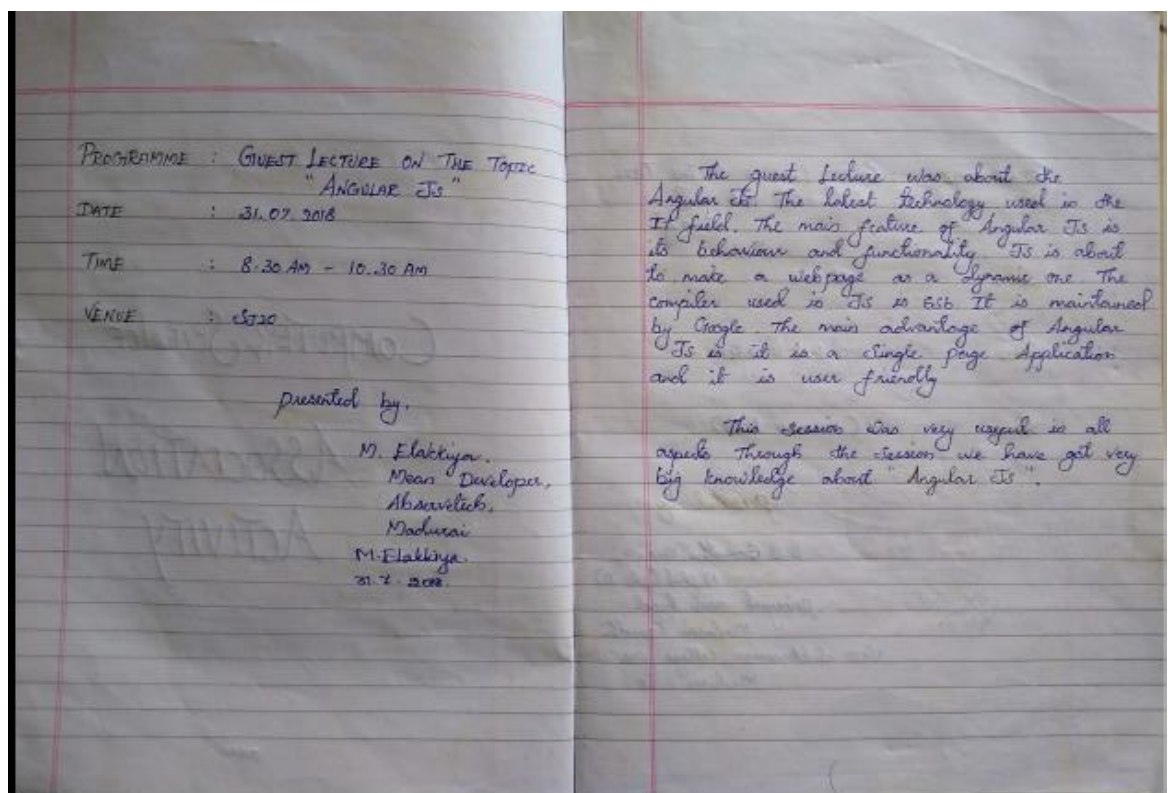 PROGRAMME : GUEST LECTURE ON THE TOPIC
"ANGULAR JS"
DATE : 31.07.2018
TIME : 8.30 AM - 10.30 AM
VENUE : SJ20
presented by,
M. Elakkiya.
Mean Developer,
Abservetech,
Madurai
M.Elakkiya.
31.7.2018.
The guest Lecture was about the
Angular JS. The latest technology used in the
IT field. The main feature of Angular JS is
its behaviour and functionality. JS is about
to make a webpage as a dynamic one The
compiler used in JS is It is maintained
by Google. The main advantage of Angular
JS is it is a Single page Application
and it is user friendly
This session was very useful in all
aspects Through the session we have got very
big knowledge about "Angular JS".
COMPUTER SCIENCE
ASSOCIATION
ACTIVITY